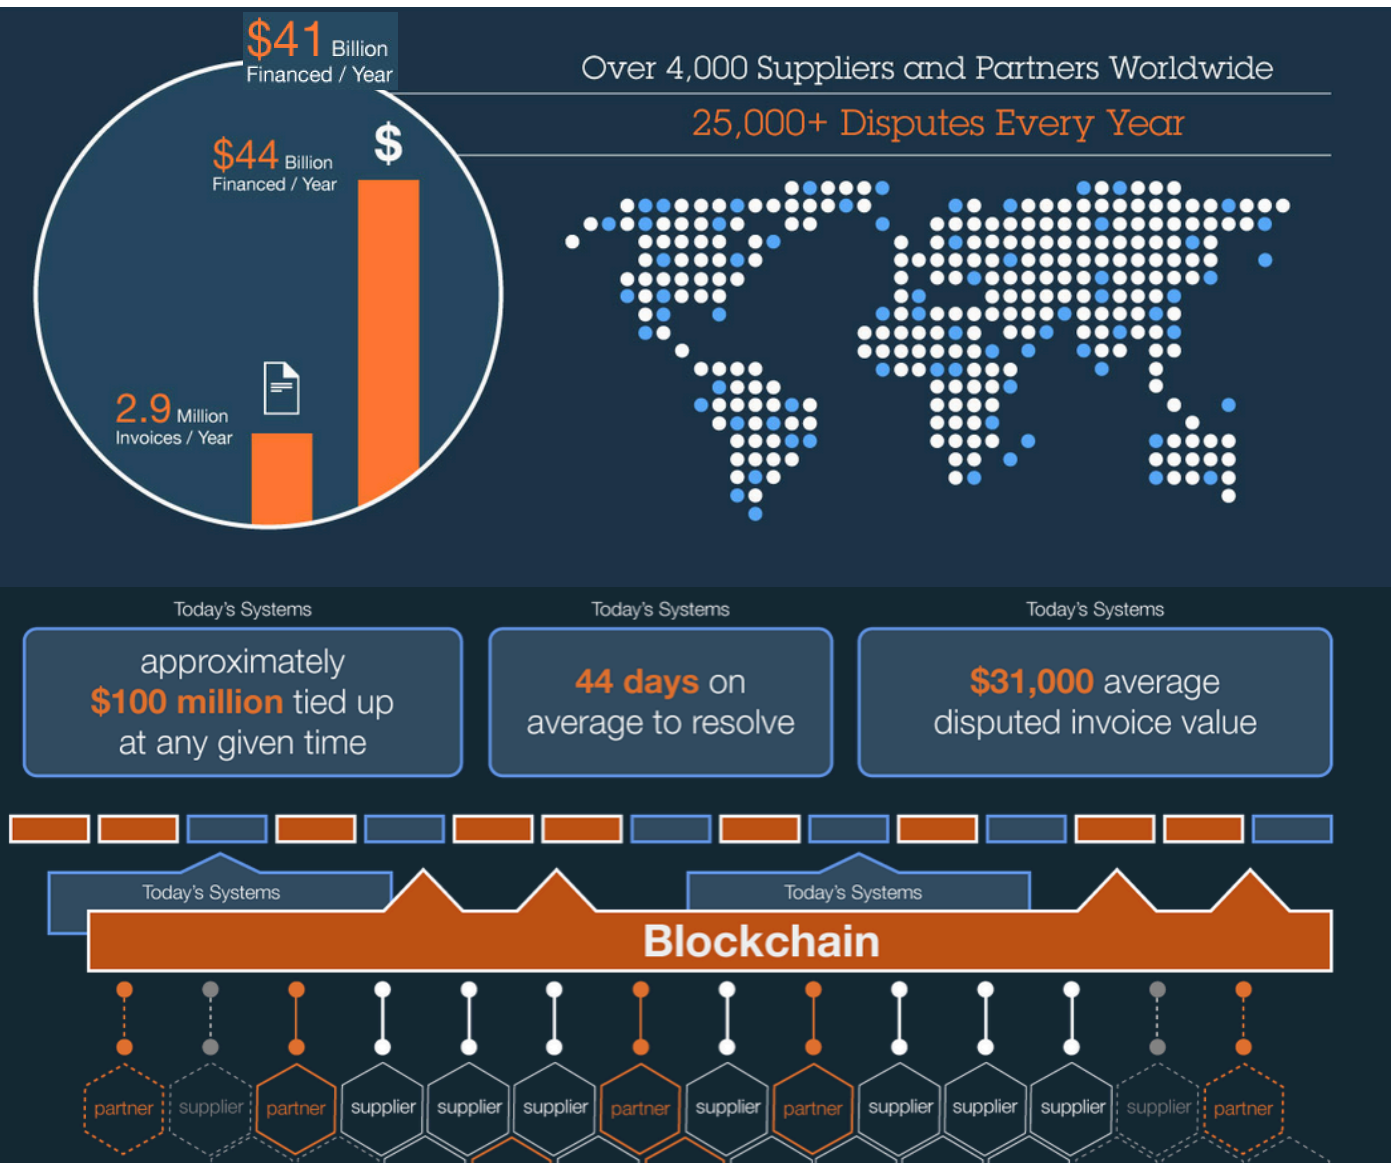 $41 Billion
Financed / Year
Over 4,000 Suppliers and Partners Worldwide
25,000+ Disputes Every Year
$
$44 Billion
Financed / Year
2.9 Million
Invoices / Year
Today's Systems
approximately
$100 million tied up
at any given time
Today's Systems
44 days on
average to resolve
Today's Systems
$31,000 average
disputed invoice value
Today's Systems
Today's Systems
Blockchain
partner supplier partner supplier supplier supplier partner supplier partner supplier supplier supplier supplier partner